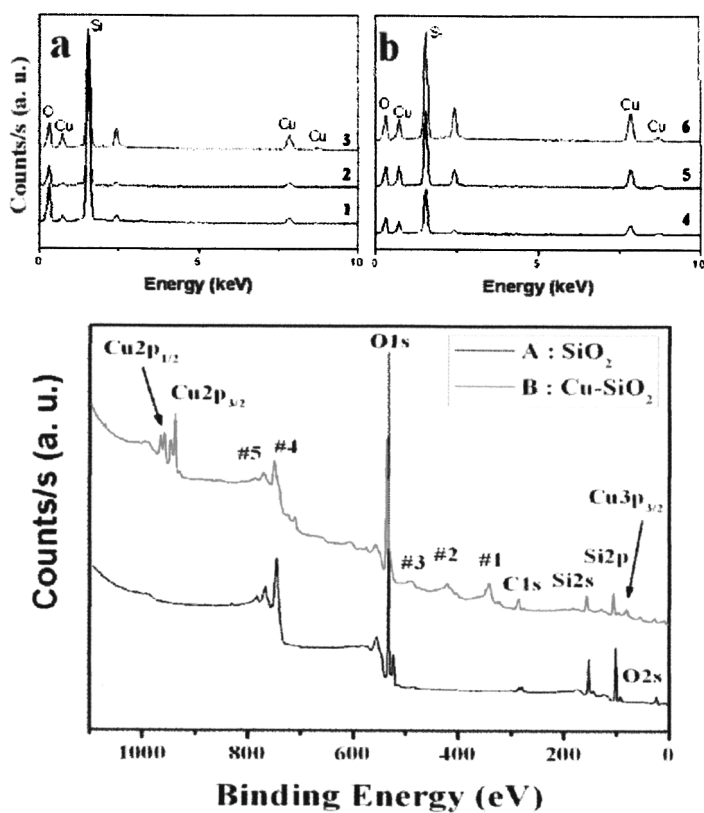 a
Si
O
Cu
Cu
Cu
3
2
1
0
5
10
Energy (keV)
Counts/s (a. u.)
b
S
O
Cu
Cu
Cu
6
5
4
0
5
10
Energy (keV)
Cu2p1/2
Cu2p3/2
O1s
A : SiO2
B : Cu-SiO2
#5
#4
#3
#2
#1
C1s
Si2s
Si2p
Cu3p3/2
O2s
Counts/s (a. u.)
1000
800
600
400
200
0
Binding Energy (eV)